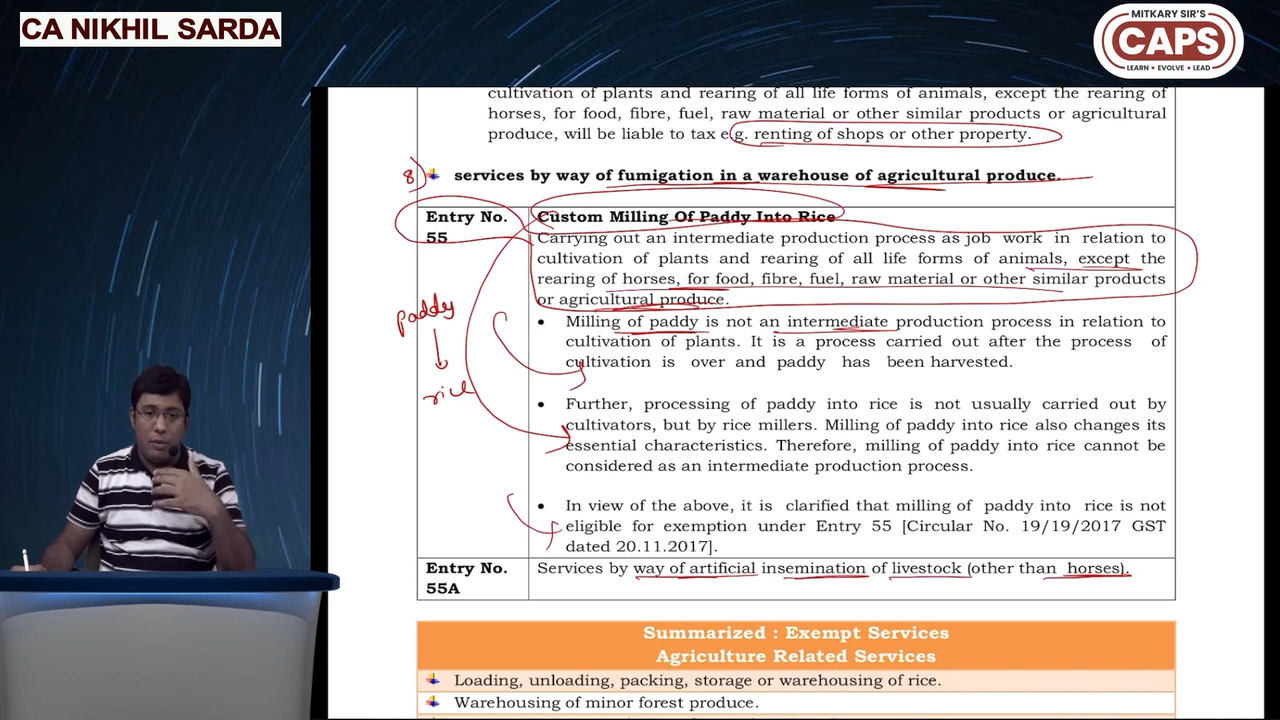 CA NIKHIL SARDA
MITKARY SIR'S
CAPS
LEARN • EVOLVE • LEAD
cultivation of plants and rearing of all life forms of animals, except the rearing of
horses, for food, fibre, fuel, raw material or other similar products or agricultural
produce, will be liable to tax e.g. renting of shops or other property.
8) services by way of fumigation in a warehouse of agricultural produce.
Entry No.
55
Custom Milling Of Paddy Into Rice
Carrying out an intermediate production process as job work in relation to
cultivation of plants and rearing of all life forms of animals, except the
rearing of horses, for food, fibre, fuel, raw material or other similar products
or agricultural produce.
paddy
rice
• Milling of paddy is not an intermediate production process in relation to
cultivation of plants. It is a process carried out after the process of
cultivation is over and paddy has been harvested.
• Further, processing of paddy into rice is not usually carried out by
cultivators, but by rice millers. Milling of paddy into rice also changes its
essential characteristics. Therefore, milling of paddy into rice cannot be
considered as an intermediate production process.
• In view of the above, it is clarified that milling of paddy into rice is not
eligible for exemption under Entry 55 [Circular No. 19/19/2017 GST
dated 20.11.2017].
Entry No.
55A
Services by way of artificial insemination of livestock (other than horses).
Summarized : Exempt Services
Agriculture Related Services
Loading, unloading, packing, storage or warehousing of rice.
Warehousing of minor forest produce.